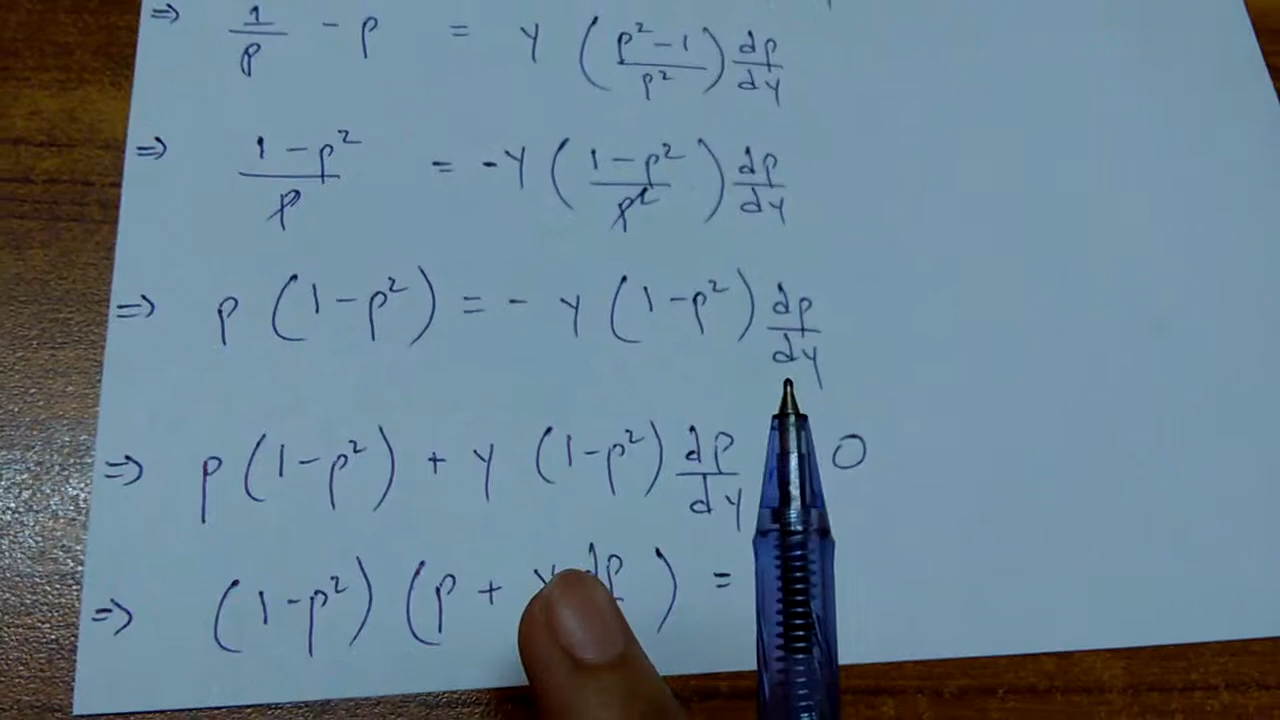 ⇒ 1/p - p = y ((p² - 1)/p²) dp/dy
⇒ (1 - p²)/p = -y ((1 - p²)/p²) dp/dy
⇒ p (1 - p²) = - y (1 - p²) dp/dy
⇒ p (1 - p²) + y (1 - p²) dp/dy 0
⇒ (1 - p²) (p + y dp ) =